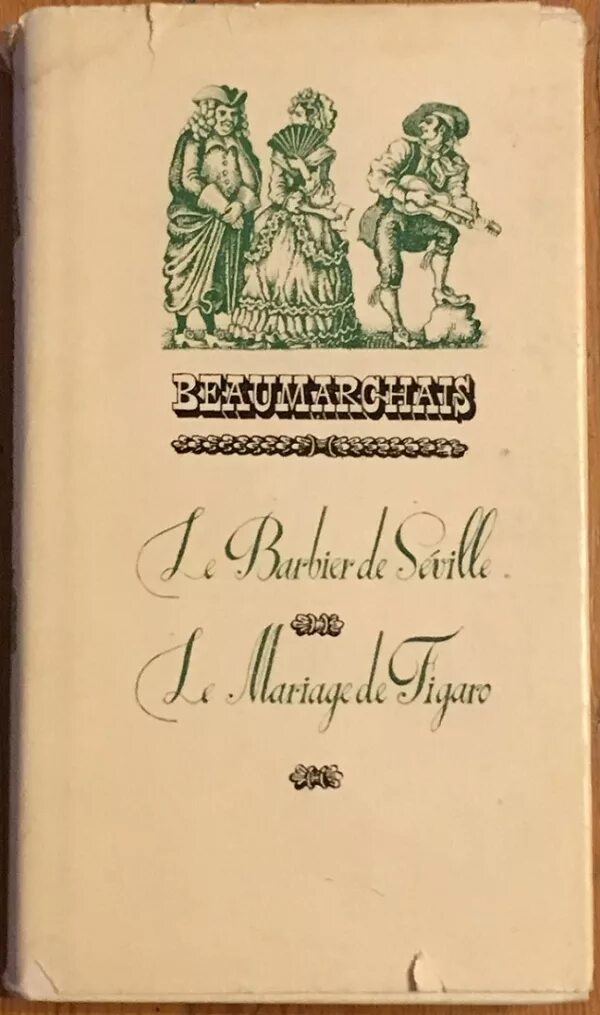 BEAUMARCHAIS
Le Barbier de Séville
Le Mariage de Figaro